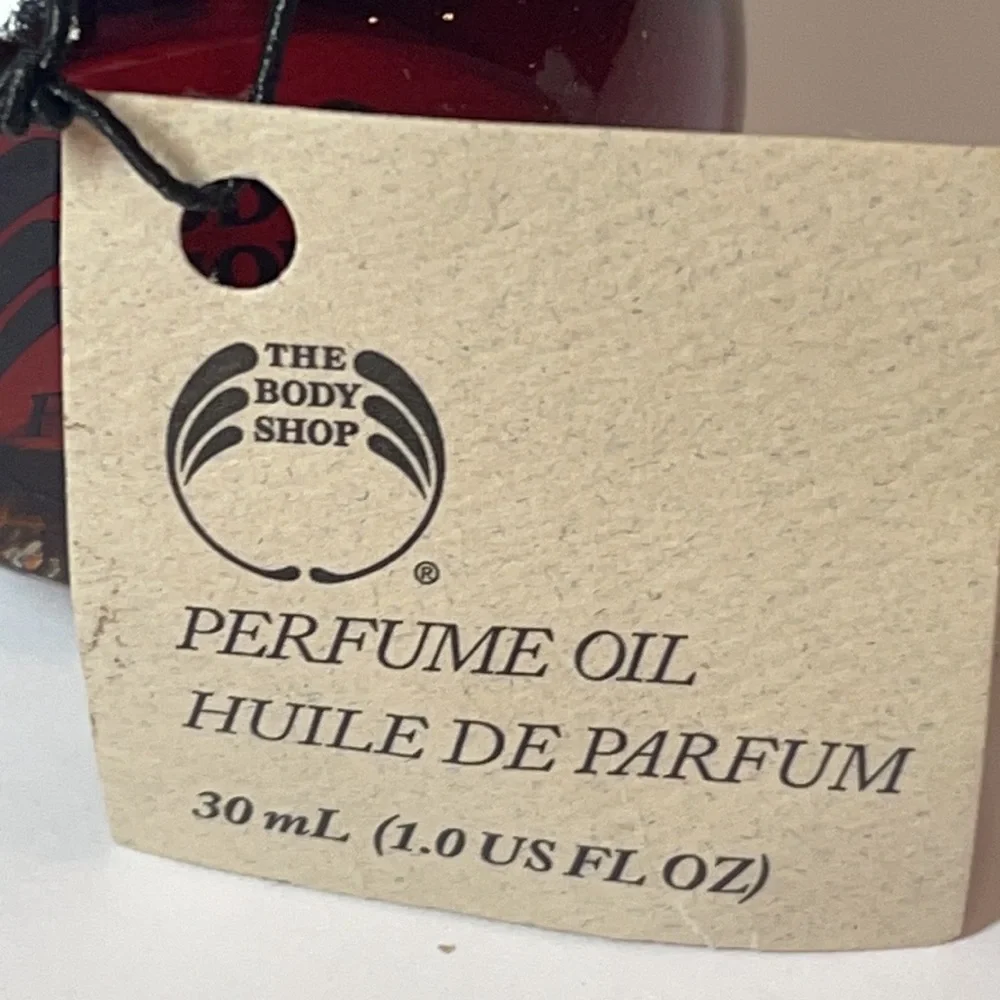 THE
BODY
SHOP
®
PERFUME OIL
HUILE DE PARFUM
30 mL (1.0 US FL OZ)